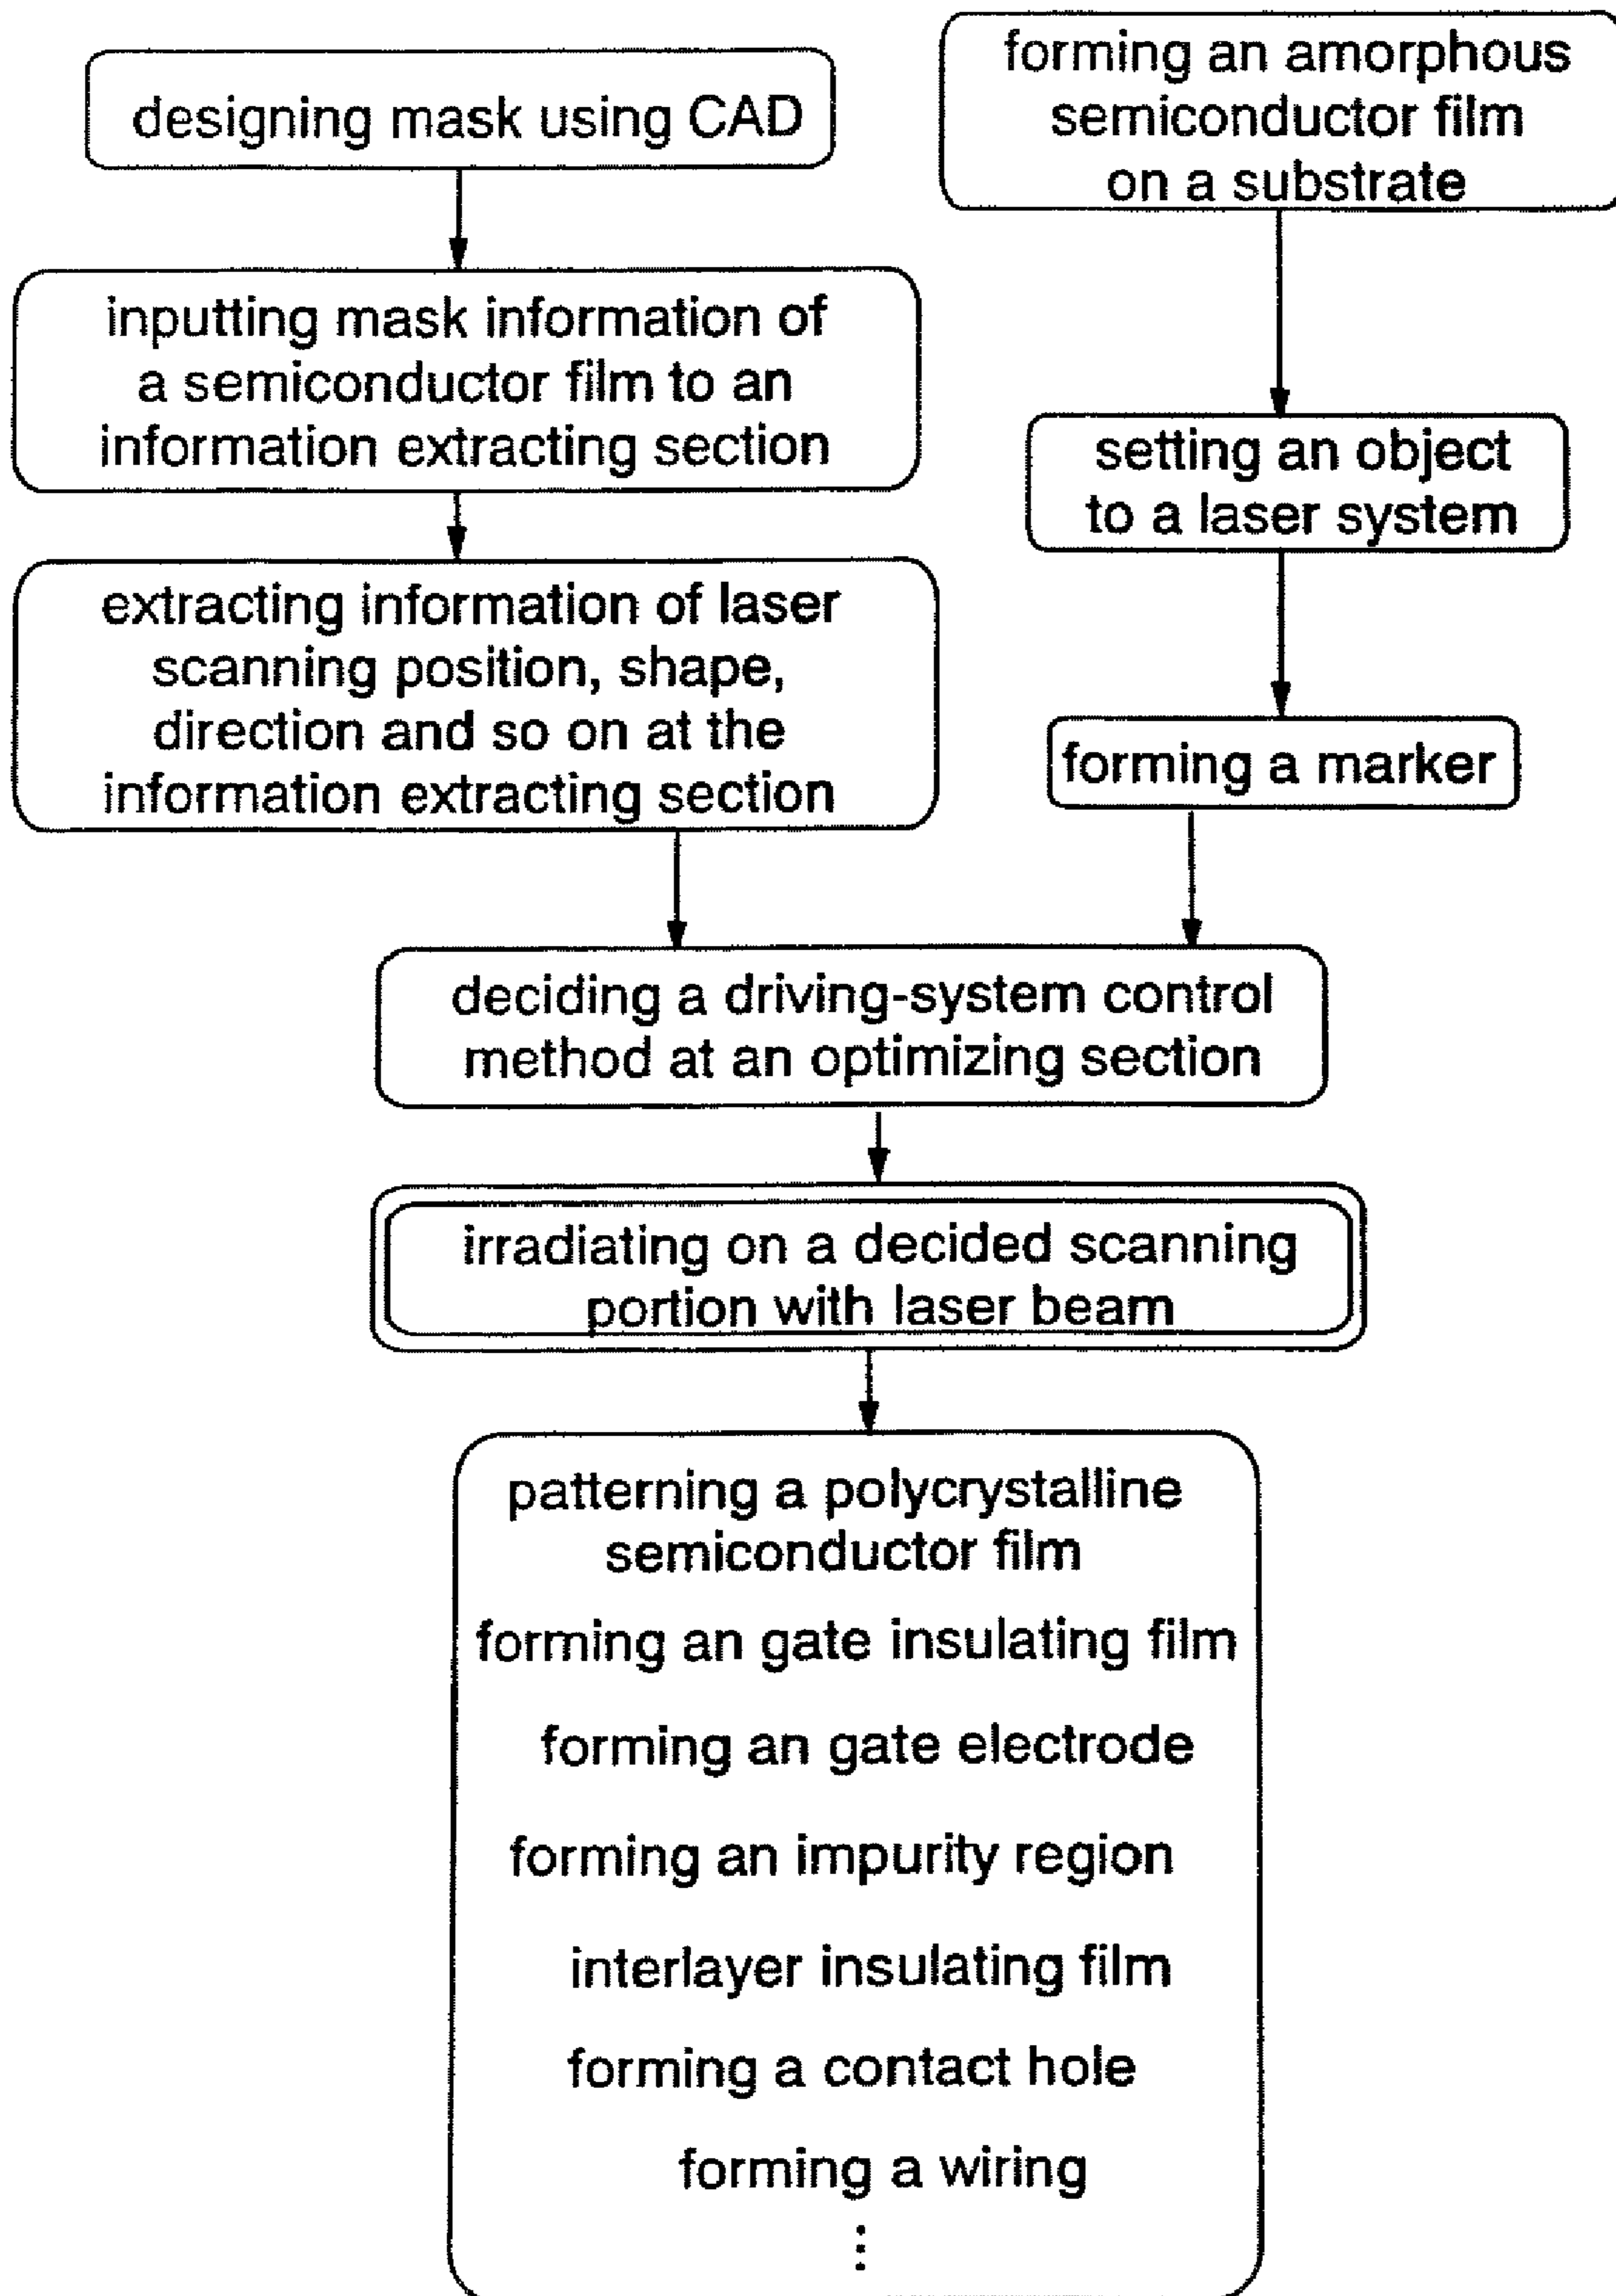 designing mask using CAD
inputting mask information of
a semiconductor film to an
information extracting section
extracting information of laser
scanning position, shape,
direction and so on at the
information extracting section
forming an amorphous
semiconductor film
on a substrate
setting an object
to a laser system
forming a marker
deciding a driving-system control
method at an optimizing section
irradiating on a decided scanning
portion with laser beam
patterning a polycrystalline
semiconductor film
forming an gate insulating film
forming an gate electrode
forming an impurity region
interlayer insulating film
forming a contact hole
forming a wiring
⋮